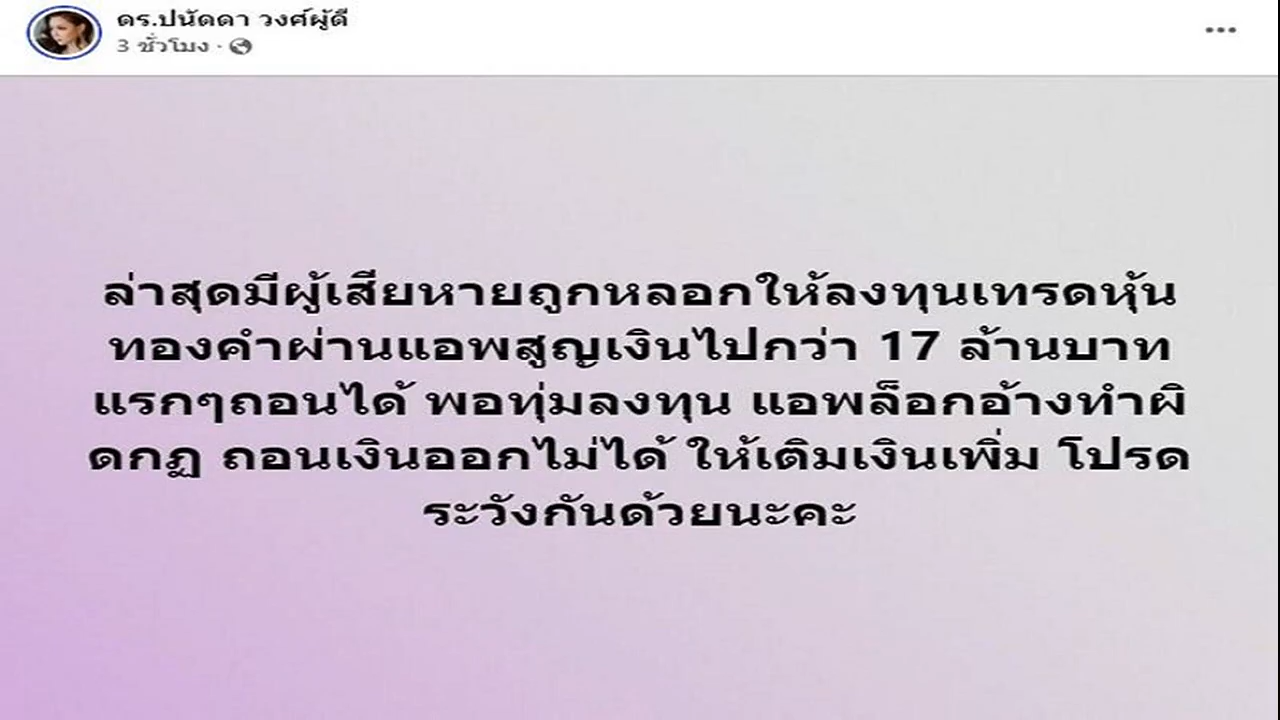 ดร.ปนัดดา วงศ์ผู้ดี
3 ชั่วโมง ·
ล่าสุดมีผู้เสียหายถูกหลอกให้ลงทุนเทรดหุ้น
ทองคำผ่านแอพสูญเงินไปกว่า 17 ล้านบาท
แรกๆถอนได้ พอทุ่มลงทุน แอพล็อกอ้างทำผิ
ดกฏ ถอนเงินออกไม่ได้ ให้เติมเงินเพิ่ม โปรด
ระวังกันด้วยนะคะ